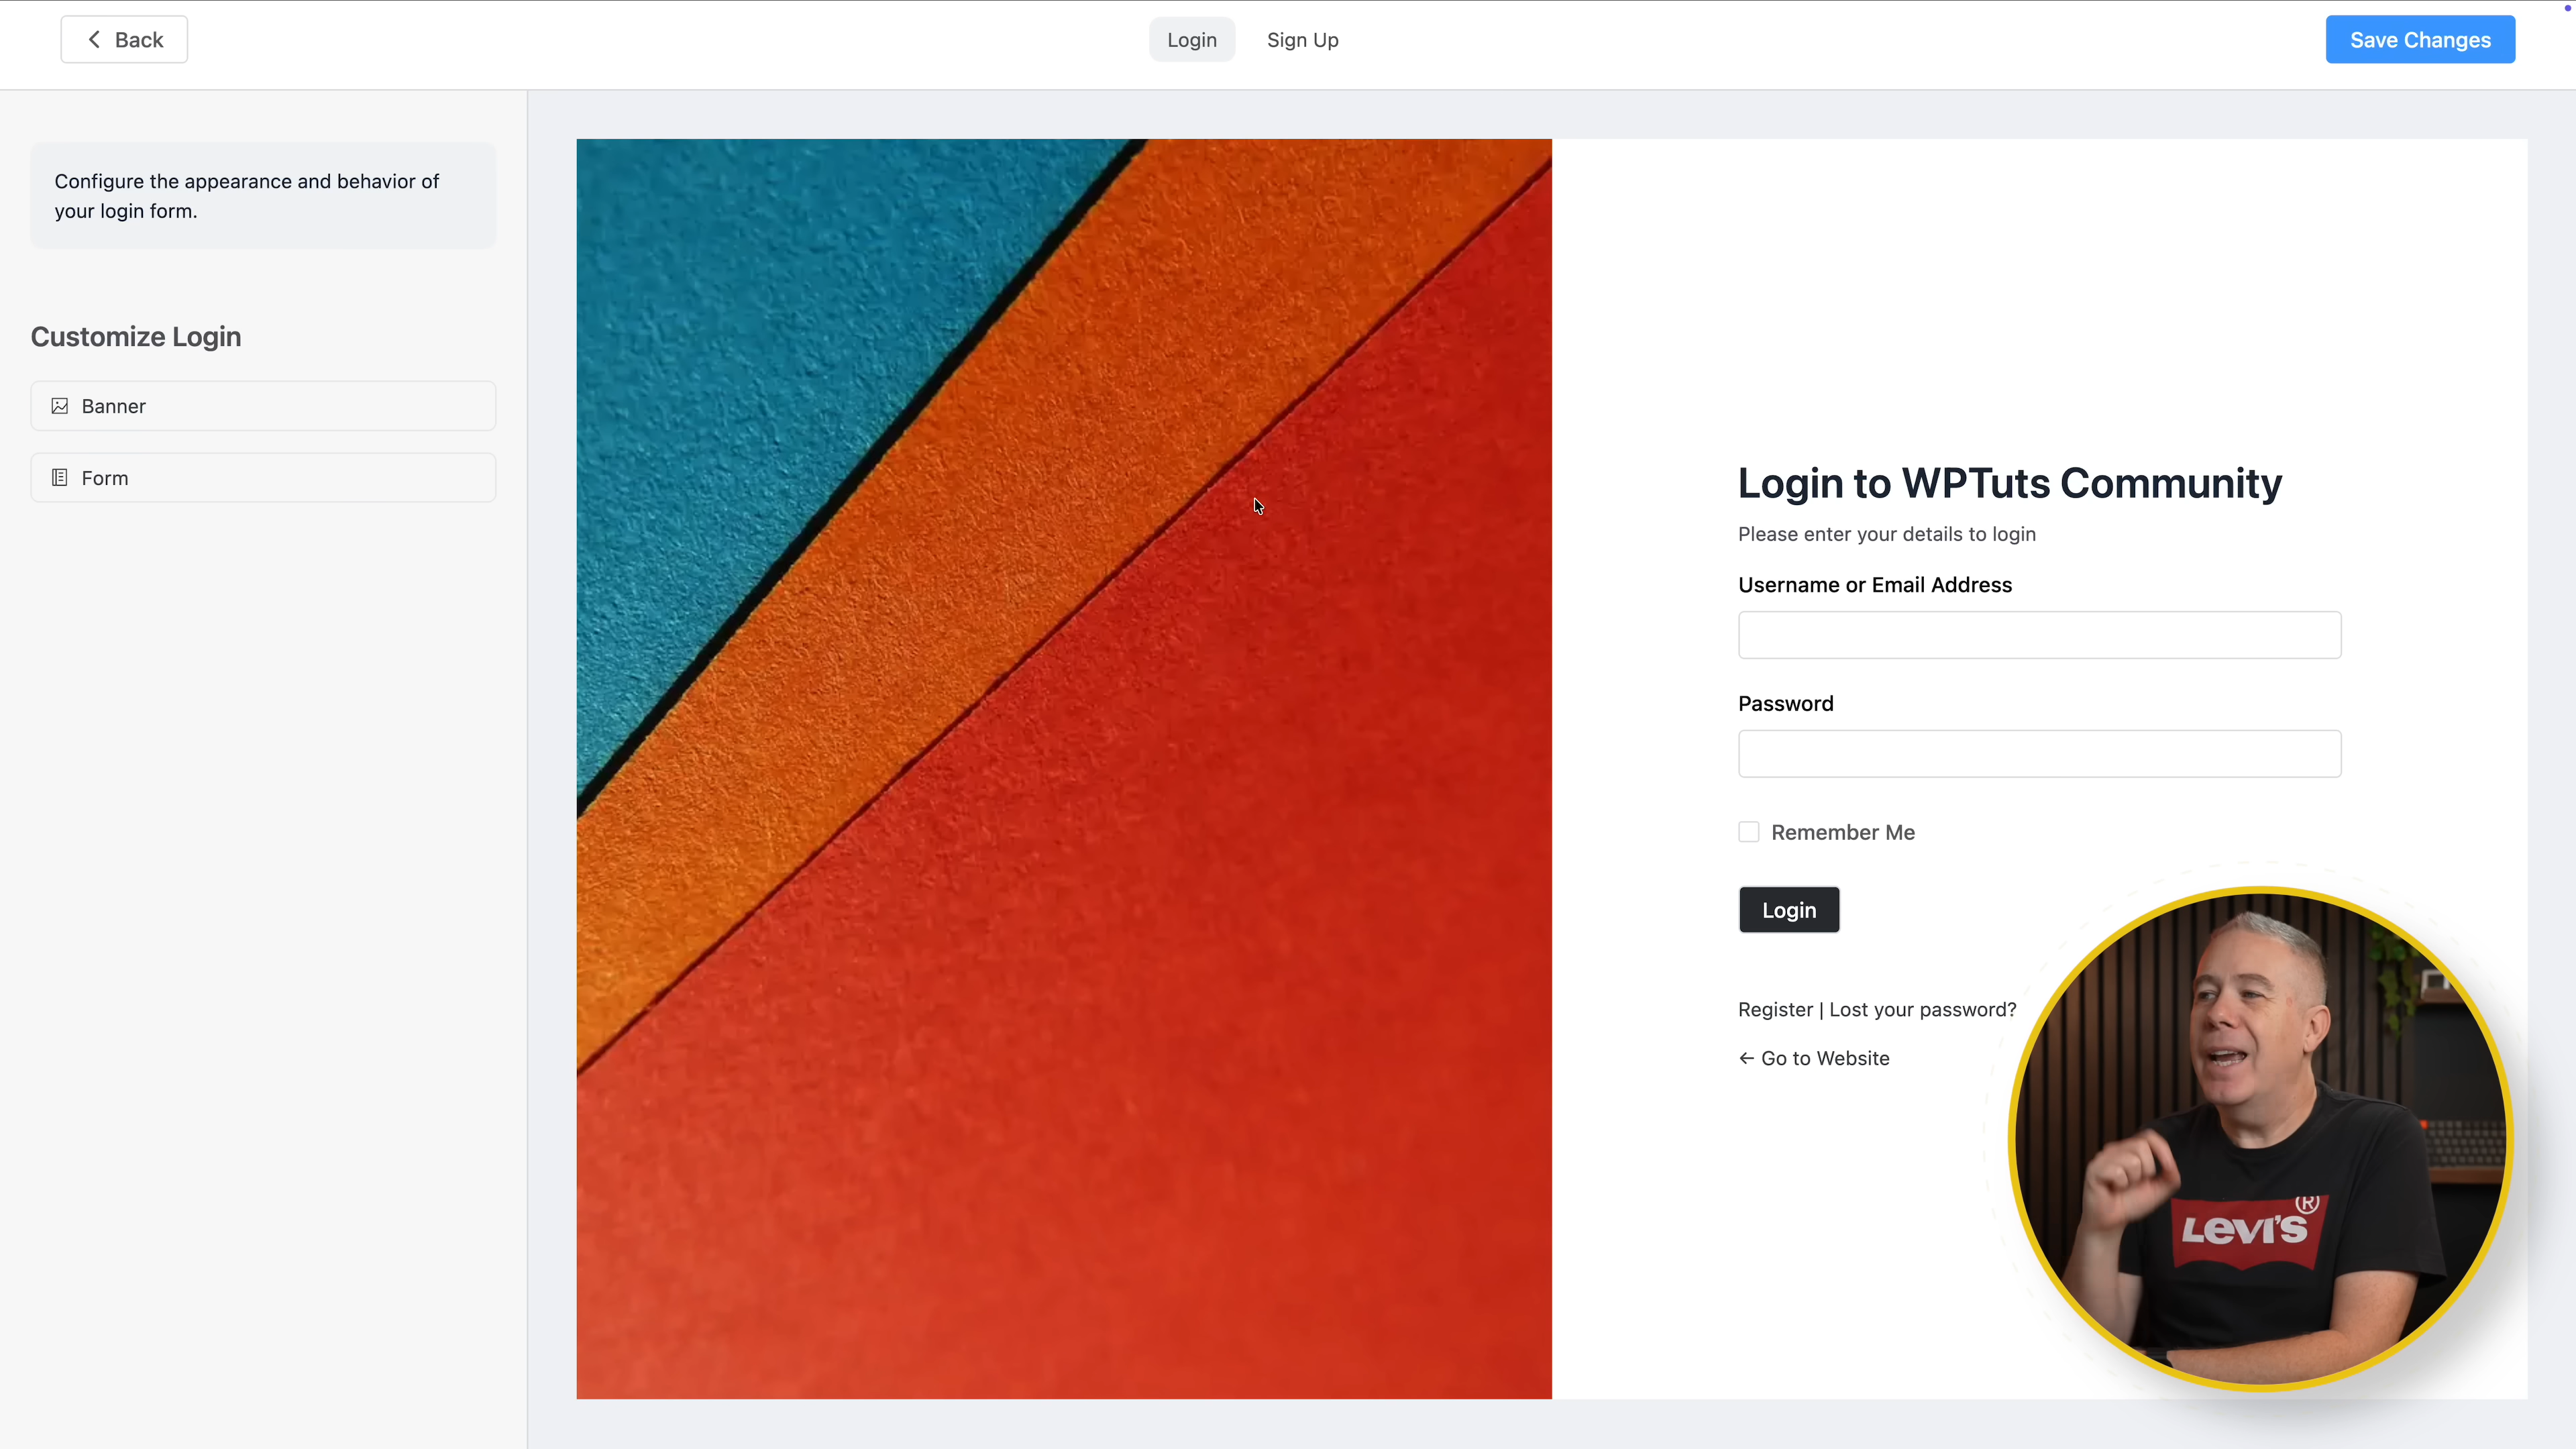 Back
Login
Sign Up
Save Changes
Configure the appearance and behavior of
your login form.
Customize Login
Banner
Form
Login to WPTuts Community
Please enter your details to login
Username or Email Address
Password
Remember Me
Login
Register | Lost your password?
← Go to Website
LEVI'S®